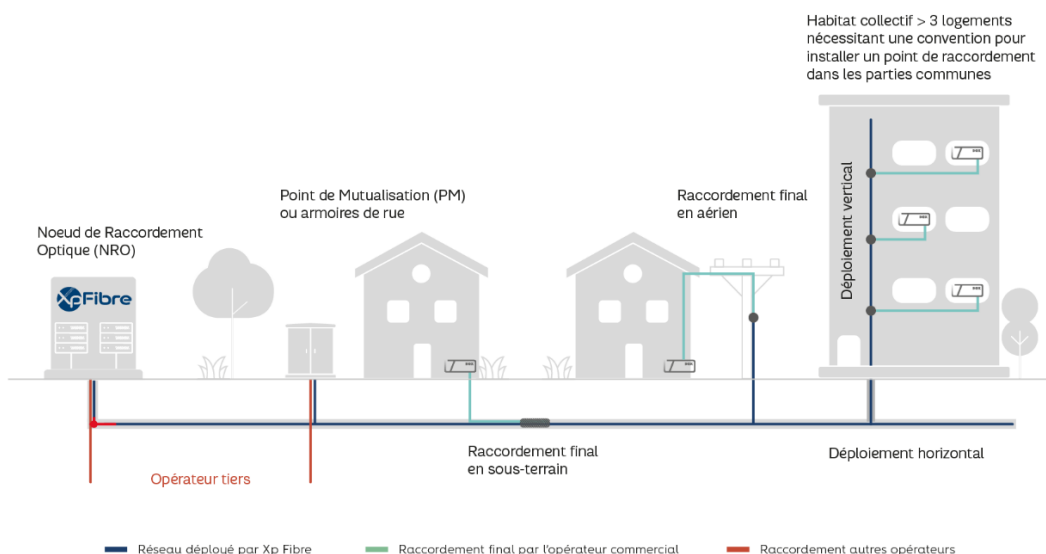 Habitat collectif > 3 logements
nécessitant une convention pour
installer un point de raccordement
dans les parties communes
Noeud de Raccordement
Optique (NRO)
Point de Mutualisation (PM)
ou armoires de rue
Raccordement final
en aérien
XpFibre
Déploiement vertical
Raccordement final
en sous-terrain
Déploiement horizontal
Opérateur tiers
Réseau déployé par Xp Fibre
Raccordement final par l'opérateur commercial
Raccordement autres opérateurs